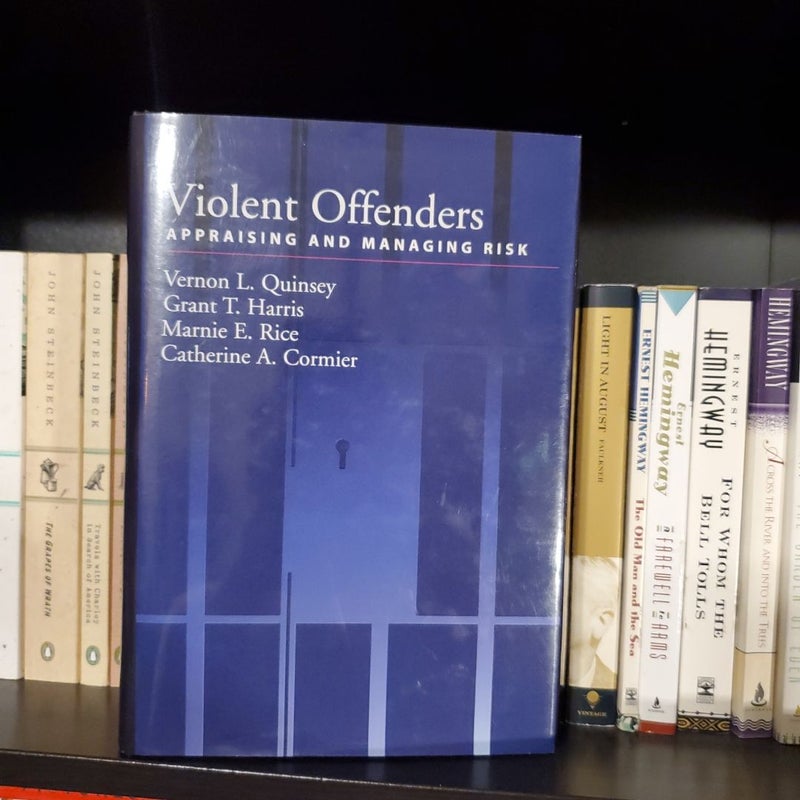 Violent Offenders
APPRAISING AND MANAGING RISK
Vernon L. Quinsey
Grant T. Harris
Marnie E. Rice
Catherine A. Cormier
JOHN STEINBECK
THE GRAPES OF WRATH
JOHN STEINBECK
Travels with Charley
in Search of America
LIGHT IN AUGUST FAULKNER
VINTAGE
ERNEST HEMINGWAY The Old Man and the Sea
Ernest
Hemingway
a FAREWELL to ARMS
ERNEST
HEMINGWAY
FOR WHOM THE
BELL TOLLS
HEMINGWAY
ACROSS THE RIVER AND INTO THE TREES